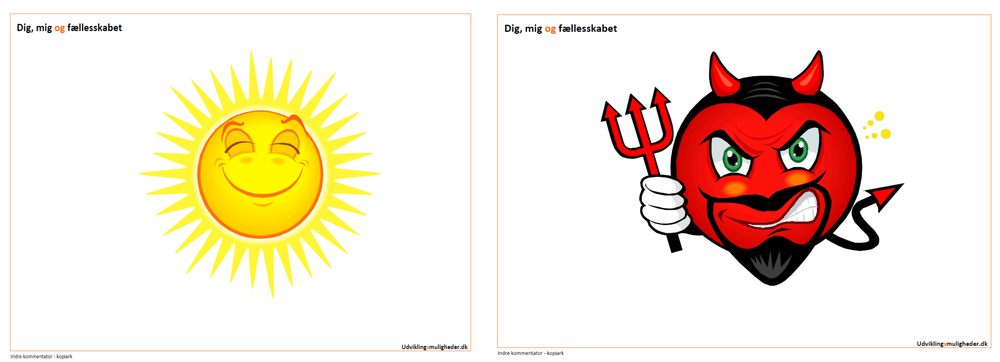 Dig, mig og fællesskabet
Udviklingsmuligheder.dk
Indre kommentator - kopiark
Dig, mig og fællesskabet
Udviklingsmuligheder.dk
Indre kommentator - kopiark